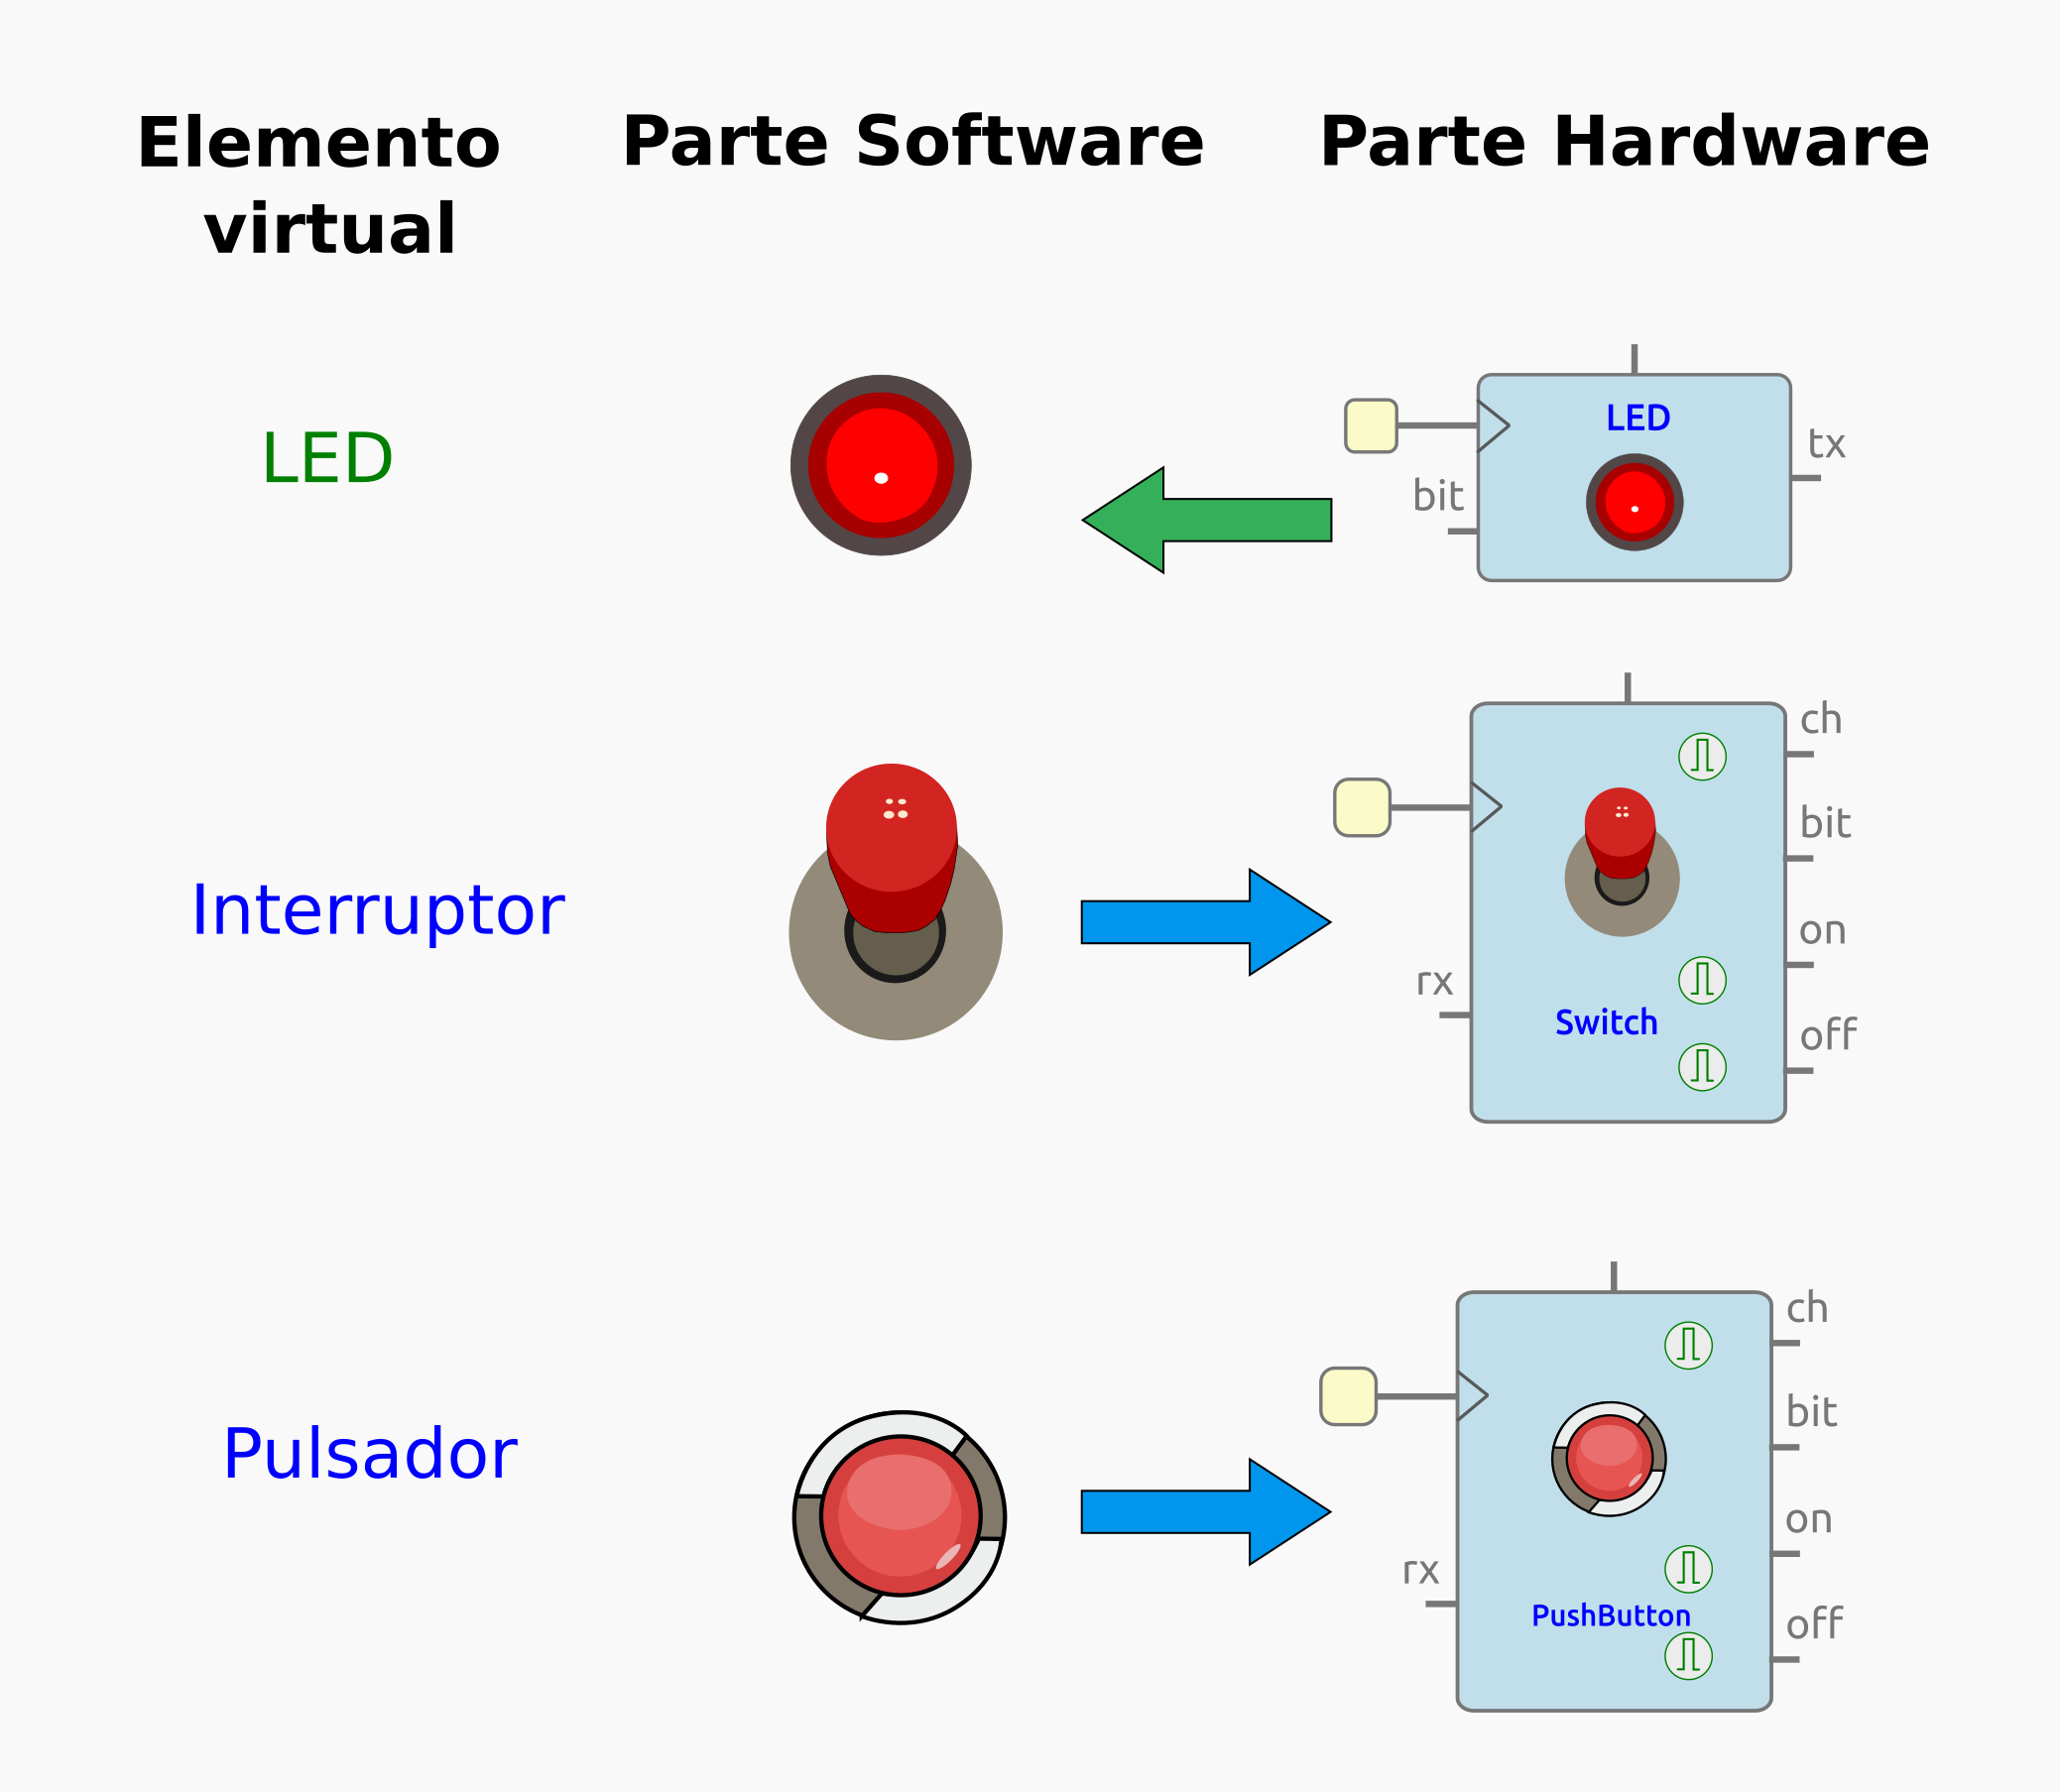 Elemento
virtual
Parte Software
Parte Hardware
LED
LED
tx
bit
Interruptor
ch
bit
on
rx
Switch
off
Pulsador
ch
bit
on
rx
PushButton
off